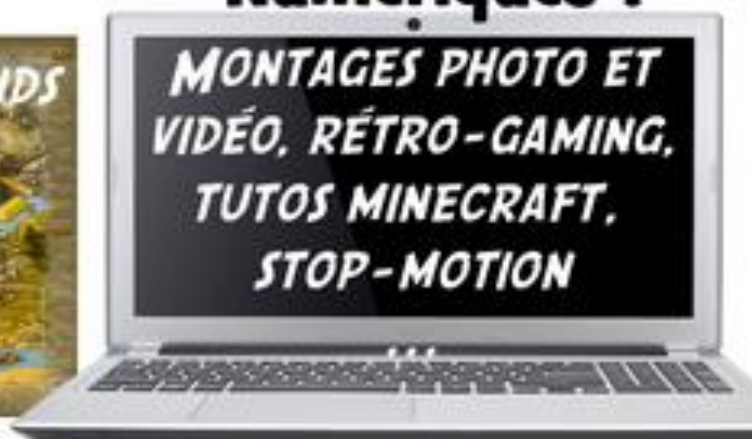 MONTAGES PHOTO ET
VIDÉO, RÉTRO-GAMING,
TUTOS MINECRAFT,
STOP-MOTION